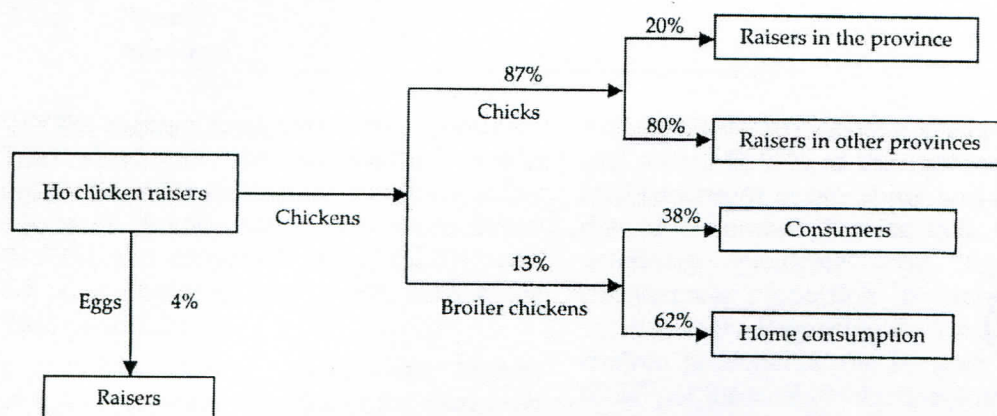 20%
Raisers in the province
87%
Chicks
80%
Raisers in other provinces
Ho chicken raisers
Chickens
38%
Consumers
13%
Broiler chickens
Eggs 4%
62%
Home consumption
Raisers